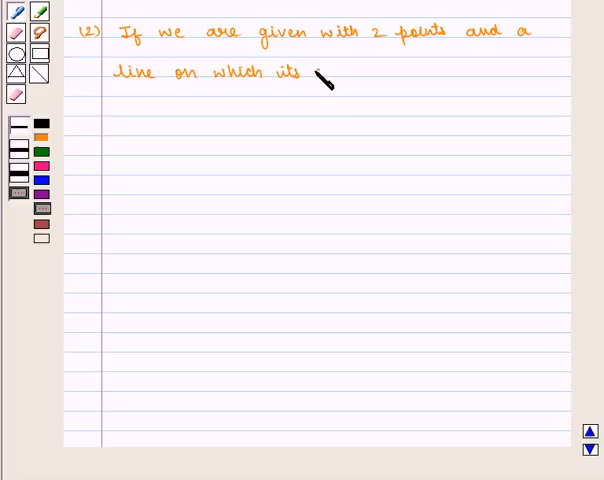 (2) If we are given with 2 points and a
line on which its